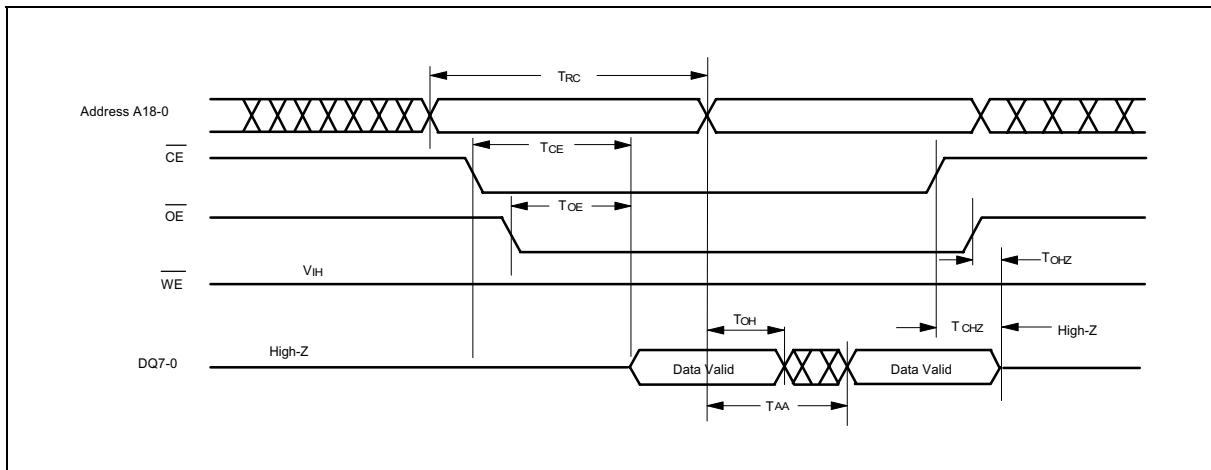 TRC
Address A18-0
TCE
CE
TOE
OE
TOHZ
VIH
WE
TOH
TCHZ
High-Z
High-Z
DQ7-0
Data Valid
Data Valid
TAA